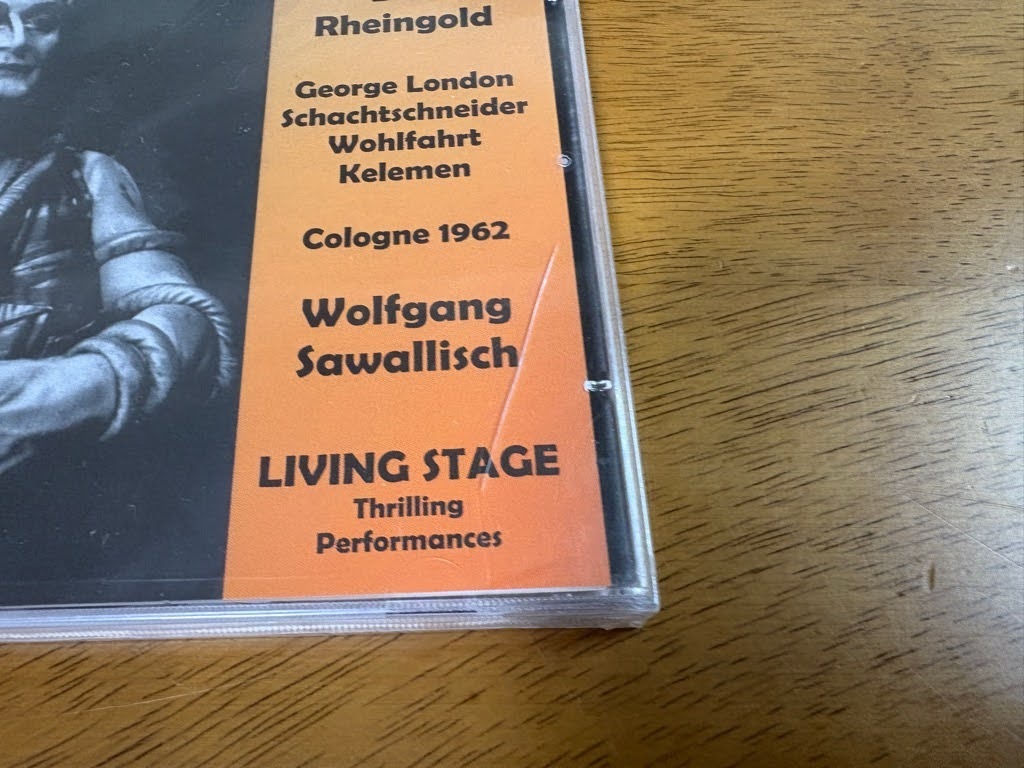 Rheingold
George London
Schachtschneider
Wohlfahrt
Kelemen
Cologne 1962
Wolfgang
Sawallisch
LIVING STAGE
Thrilling
Performances